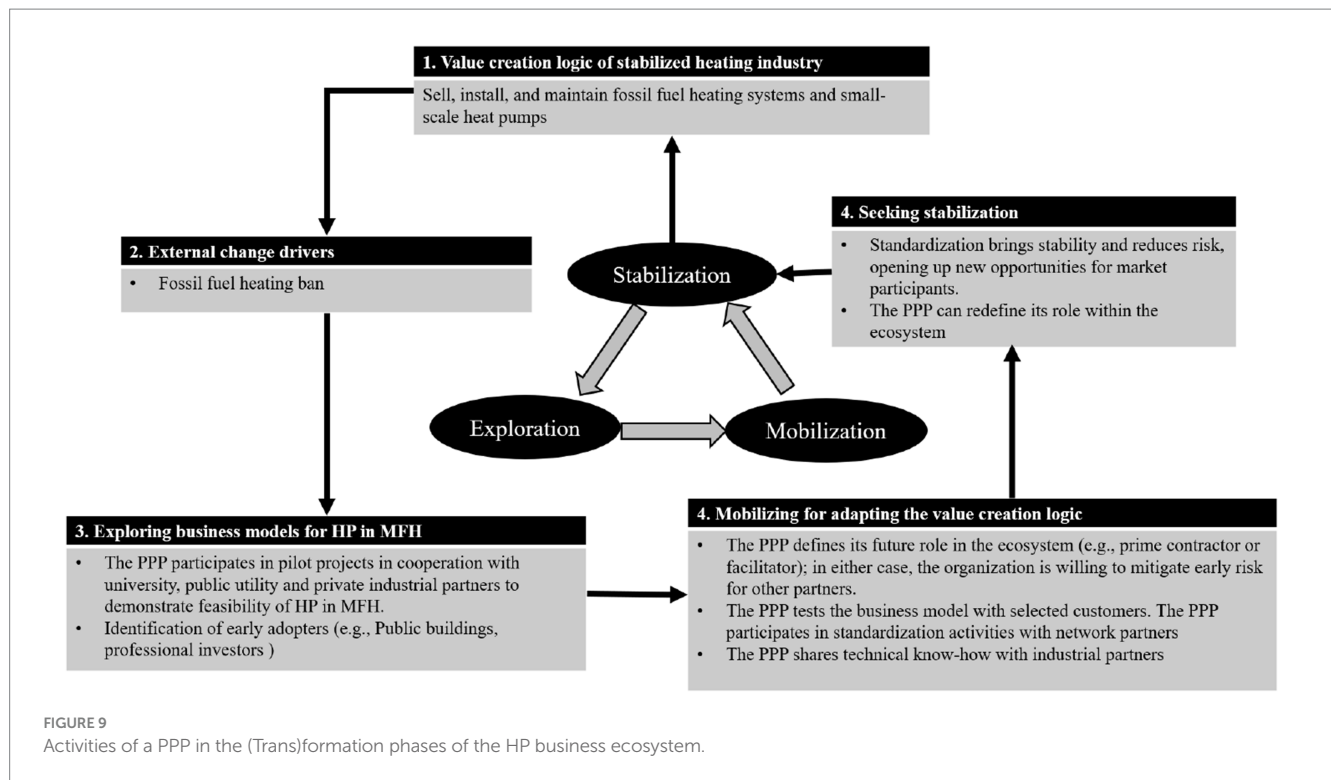 1. Value creation logic of stabilized heating industry
Sell, install, and maintain fossil fuel heating systems and small-
scale heat pumps
2. External change drivers
• Fossil fuel heating ban
4. Seeking stabilization
• Standardization brings stability and reduces risk,
opening up new opportunities for market
participants.
• The PPP can redefine its role within the
ecosystem
Stabilization
Exploration
Mobilization
3. Exploring business models for HP in MFH
• The PPP participates in pilot projects in cooperation with
university, public utility and private industrial partners to
demonstrate feasibility of HP in MFH.
• Identification of early adopters (e.g., Public buildings,
professional investors )
4. Mobilizing for adapting the value creation logic
• The PPP defines its future role in the ecosystem (e.g., prime contractor or
facilitator); in either case, the organization is willing to mitigate early risk
for other partners.
• The PPP tests the business model with selected customers. The PPP
participates in standardization activities with network partners
• The PPP shares technical know-how with industrial partners
FIGURE 9
Activities of a PPP in the (Trans)formation phases of the HP business ecosystem.